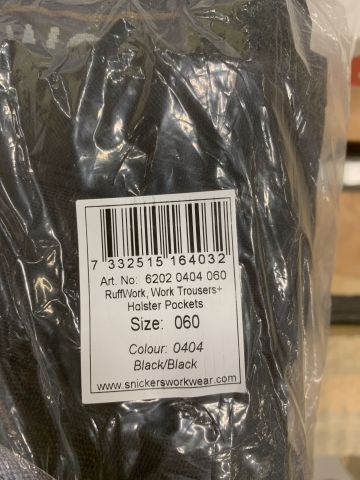 7 332515 164032
Art. No: 6202 0404 060
RuffWork, Work Trousers+
Holster Pockets
Size: 060
Colour: 0404
Black/Black
www.snickersworkwear.com